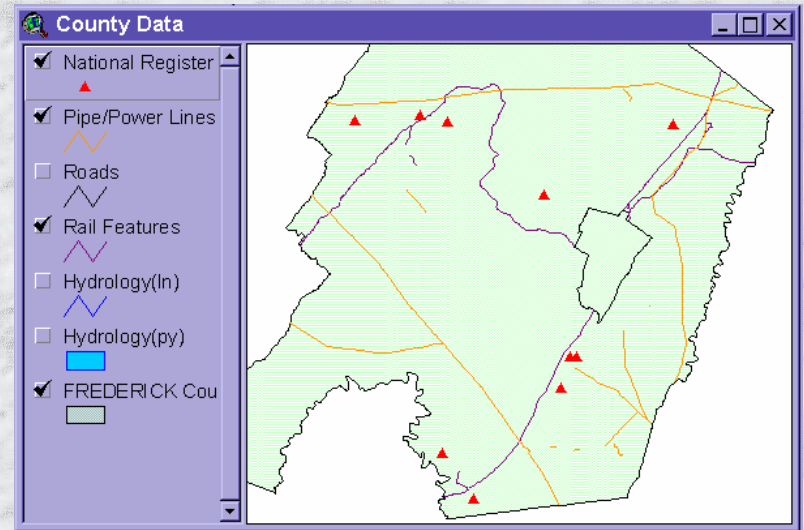 County Data
National Register
Pipe/Power Lines
Roads
Rail Features
Hydrology(ln)
Hydrology(py)
FREDERICK Cou